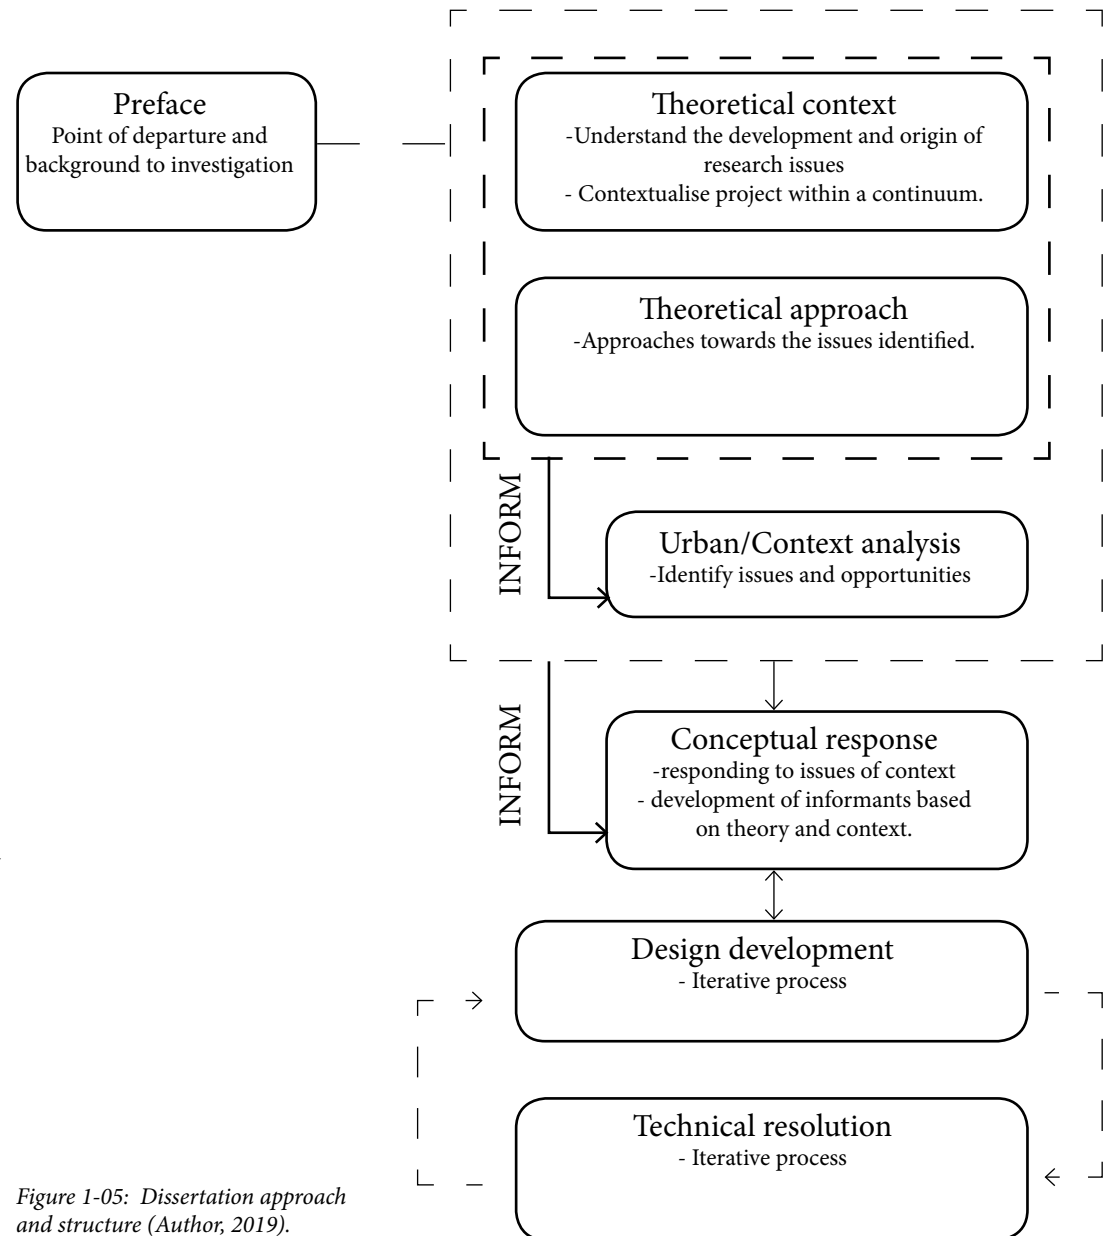 Preface
Point of departure and
background to investigation
Theoretical context
-Understand the development and origin of
research issues
- Contextualise project within a continuum.
Theoretical approach
-Approaches towards the issues identified.
INFORM
Urban/Context analysis
-Identify issues and opportunities
INFORM
Conceptual response
-responding to issues of context
- development of informants based
on theory and context.
Design development
- Iterative process
Technical resolution
- Iterative process
Figure 1-05:  Dissertation approach
and structure (Author, 2019).